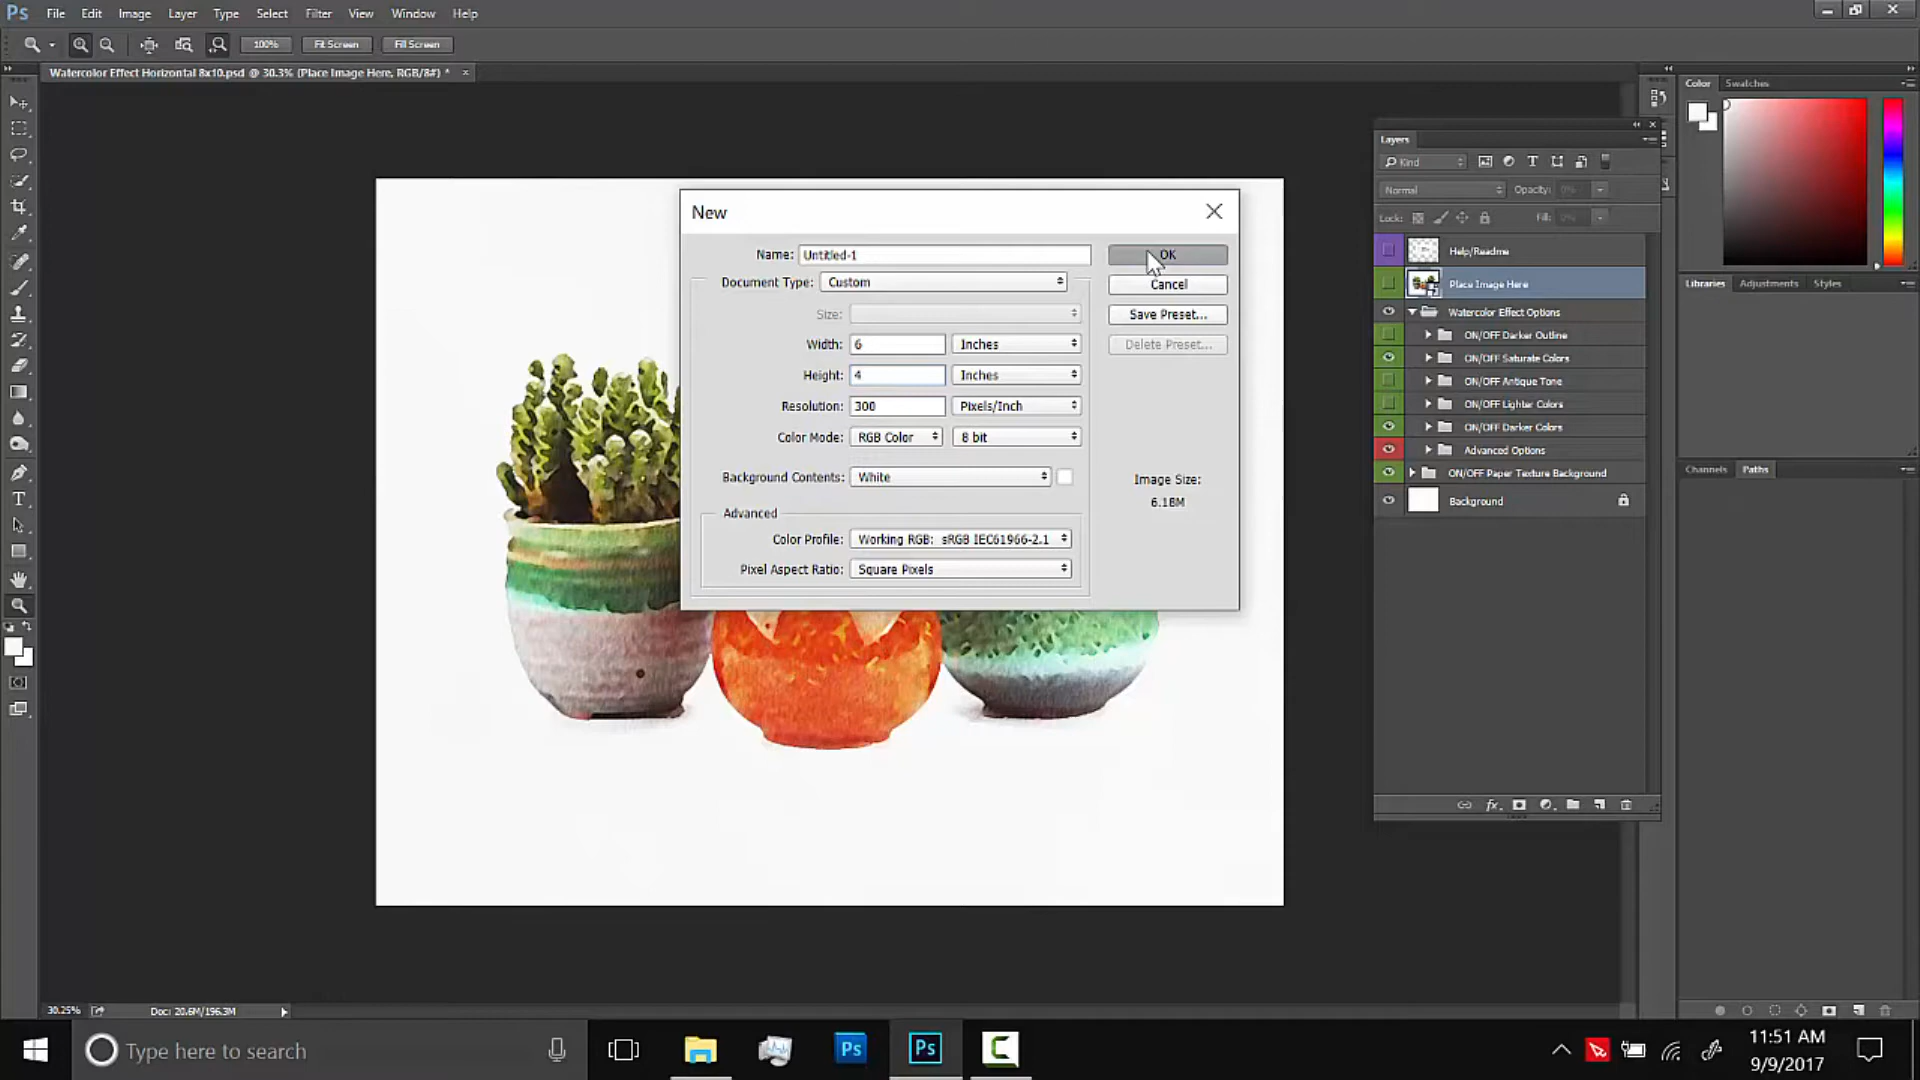 Ps File Edit Image Layer Type Select Filter View Window Help
100% Fit Screen Fill Screen
Watercolor Effect Horizontal 8x10.psd @ 30.3% (Place Image Here, RGB/8#) *
Color Swatches
Layers
Kind
Normal Opacity: 0%
Lock: Fill: 0%
Help/Readme
Place Image Here
Watercolor Effect Options
ON/OFF Darker Outline
ON/OFF Saturate Colors
ON/OFF Antique Tone
ON/OFF Lighter Colors
ON/OFF Darker Colors
Advanced Options
ON/OFF Paper Texture Background
Background
Libraries Adjustments Styles
Channels Paths
New
Name: Untitled-1 OK
Document Type: Custom Cancel
Size: Save Preset...
Width: 6 Inches Delete Preset...
Height: 4 Inches
Resolution: 300 Pixels/Inch
Color Mode: RGB Color 8 bit
Background Contents: White
Image Size:
6.18M
Advanced
Color Profile: Working RGB: sRGB IEC61966-2.1
Pixel Aspect Ratio: Square Pixels
30.25% Doc: 20.6M/196.3M
Type here to search
Ps Ps C
11:51 AM
9/9/2017